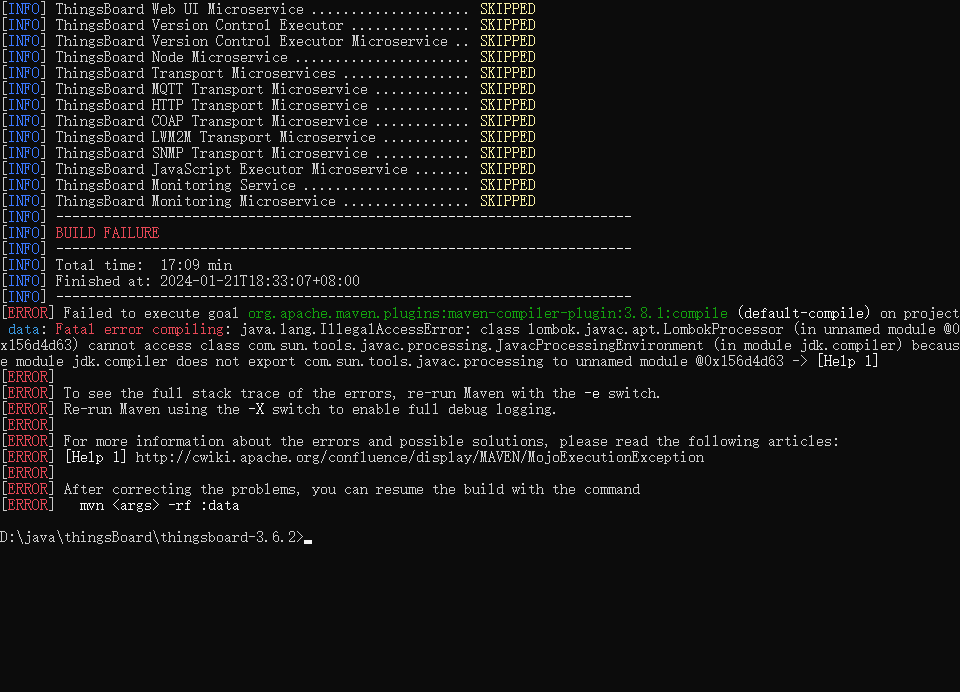 [INFO] ThingsBoard Web UI Microservice .................... SKIPPED
[INFO] ThingsBoard Version Control Executor ............... SKIPPED
[INFO] ThingsBoard Version Control Executor Microservice .. SKIPPED
[INFO] ThingsBoard Node Microservice ...................... SKIPPED
[INFO] ThingsBoard Transport Microservices ................ SKIPPED
[INFO] ThingsBoard MQTT Transport Microservice ............ SKIPPED
[INFO] ThingsBoard HTTP Transport Microservice ............ SKIPPED
[INFO] ThingsBoard COAP Transport Microservice ............ SKIPPED
[INFO] ThingsBoard LWM2M Transport Microservice ........... SKIPPED
[INFO] ThingsBoard SNMP Transport Microservice ............ SKIPPED
[INFO] ThingsBoard JavaScript Executor Microservice ....... SKIPPED
[INFO] ThingsBoard Monitoring Service ..................... SKIPPED
[INFO] ThingsBoard Monitoring Microservice ................ SKIPPED
[INFO] ------------------------------------------------------------------------
[INFO] BUILD FAILURE
[INFO] ------------------------------------------------------------------------
[INFO] Total time:  17:09 min
[INFO] Finished at: 2024-01-21T18:33:07+08:00
[INFO] ------------------------------------------------------------------------
[ERROR] Failed to execute goal org.apache.maven.plugins:maven-compiler-plugin:3.8.1:compile (default-compile) on project
 data: Fatal error compiling: java.lang.IllegalAccessError: class lombok.javac.apt.LombokProcessor (in unnamed module @0
x156d4d63) cannot access class com.sun.tools.javac.processing.JavacProcessingEnvironment (in module jdk.compiler) becaus
e module jdk.compiler does not export com.sun.tools.javac.processing to unnamed module @0x156d4d63 -> [Help 1]
[ERROR]
[ERROR] To see the full stack trace of the errors, re-run Maven with the -e switch.
[ERROR] Re-run Maven using the -X switch to enable full debug logging.
[ERROR]
[ERROR] For more information about the errors and possible solutions, please read the following articles:
[ERROR] [Help 1] http://cwiki.apache.org/confluence/display/MAVEN/MojoExecutionException
[ERROR]
[ERROR] After correcting the problems, you can resume the build with the command
[ERROR]   mvn <args> -rf :data
D:\java\thingsBoard\thingsboard-3.6.2>